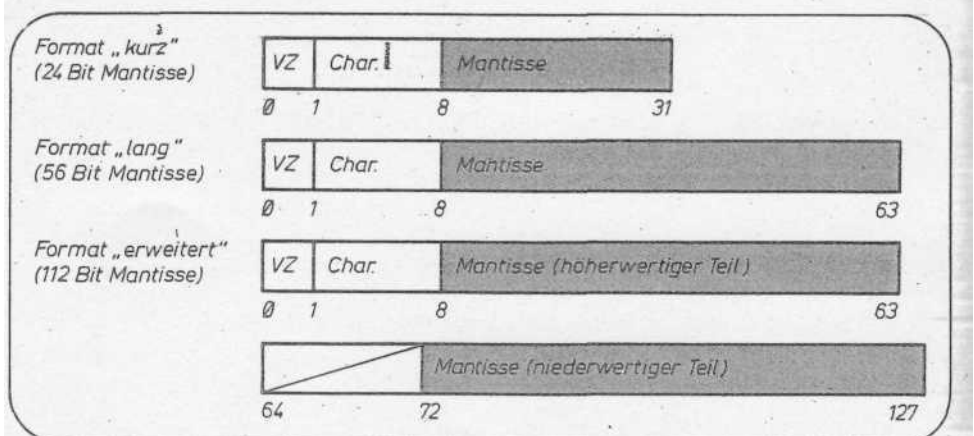 Format „kurz"
(24 Bit Mantisse)
VZ Char. Mantisse
0 1 8 31
Format „lang"
(56 Bit Mantisse)
VZ Char. Mantisse
0 1 8 63
Format „erweitert"
(112 Bit Mantisse)
VZ Char. Mantisse (höherwertiger Teil)
0 1 8 63
Mantisse (niederwertiger Teil)
64 72 127